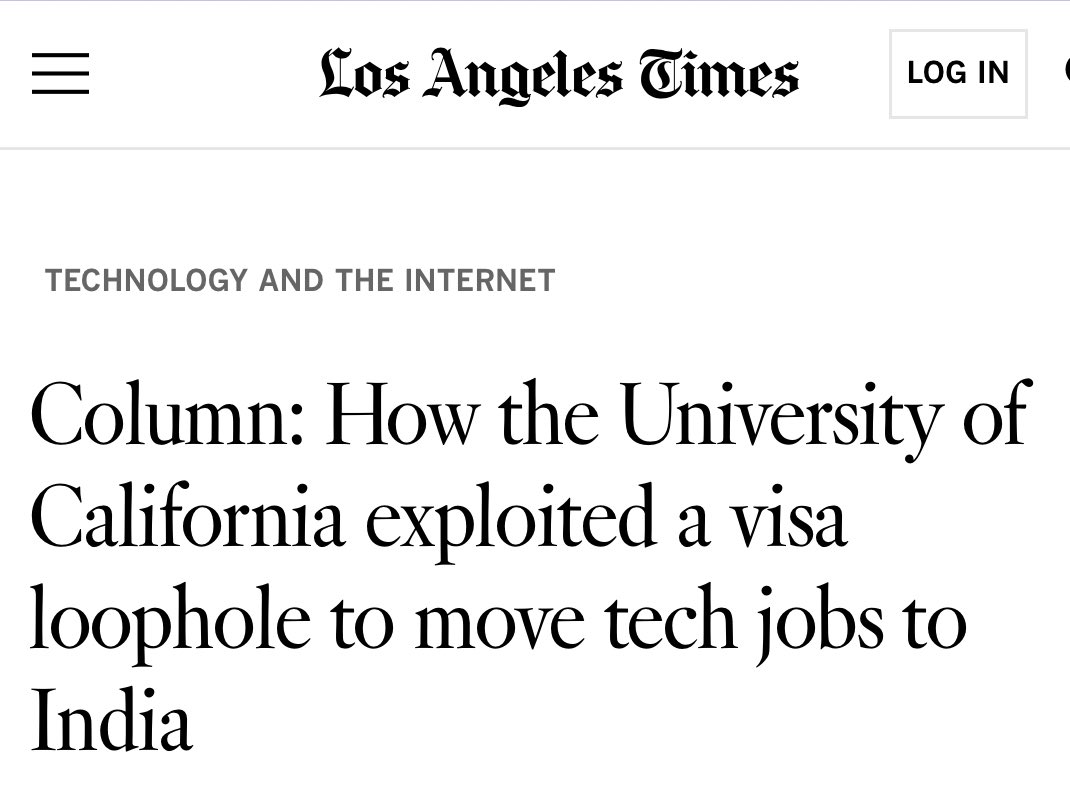 Los Angeles Times
LOG IN
TECHNOLOGY AND THE INTERNET
Column: How the University of
California exploited a visa
loophole to move tech jobs to
India